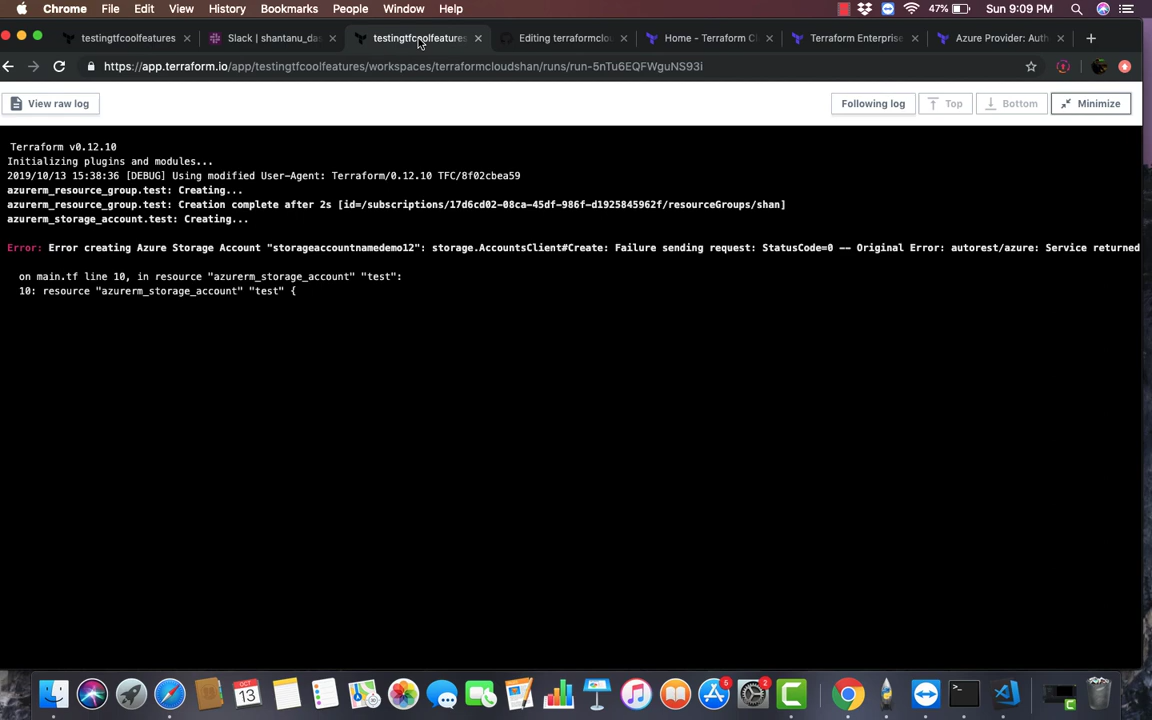 Chrome File Edit View History Bookmarks People Window Help 47% Sun 9:09 PM
testingtfcoolfeatures Slack | shantanu_da testingtfcoolfeatures Editing terraformclou Home - Terraform Cl Terraform Enterprise Azure Provider: Auth
https://app.terraform.io/app/testingtfcoolfeatures/workspaces/terraformcloudshan/runs/run-5nTu6EQFWguNS93i
View raw log Following log Top Bottom Minimize
Terraform v0.12.10
Initializing plugins and modules...
2019/10/13 15:38:36 [DEBUG] Using modified User-Agent: Terraform/0.12.10 TFC/8f02cbea59
azurerm_resource_group.test: Creating...
azurerm_resource_group.test: Creation complete after 2s [id=/subscriptions/17d6cd02-08ca-45df-986f-d1925845962f/resourceGroups/shan]
azurerm_storage_account.test: Creating...
Error: Error creating Azure Storage Account "storageaccountnamedemo12": storage.AccountsClient#Create: Failure sending request: StatusCode=0 -- Original Error: autorest/azure: Service returned
on main.tf line 10, in resource "azurerm_storage_account" "test":
10: resource "azurerm_storage_account" "test" {
OCT
13
5
2